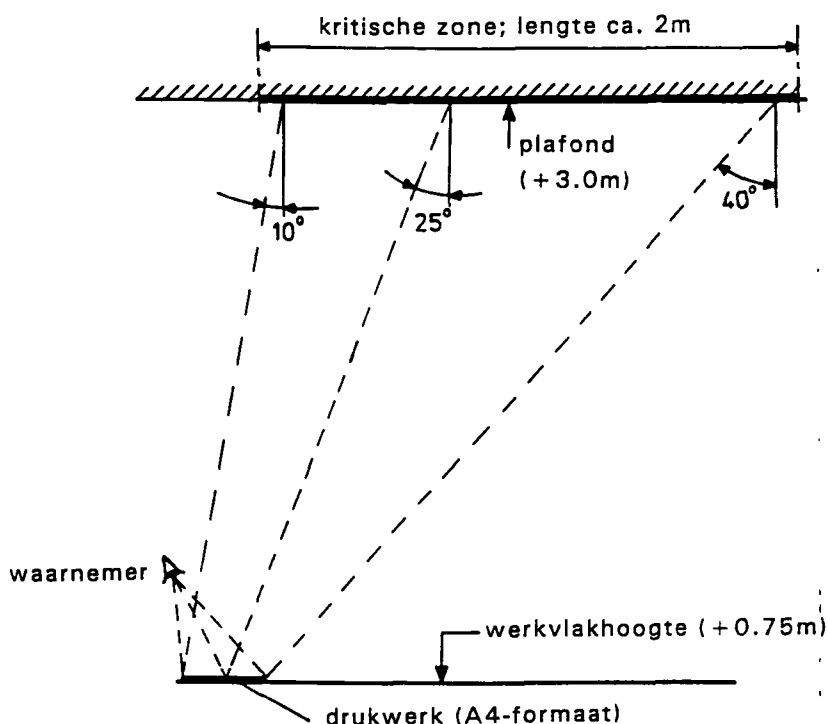 kritische zone; lengte ca. 2m
plafond
(+3.0m)
10°
25°
40°
waarnemer
werkvlakhoogte (+0.75m)
drukwerk (A4-formaat)